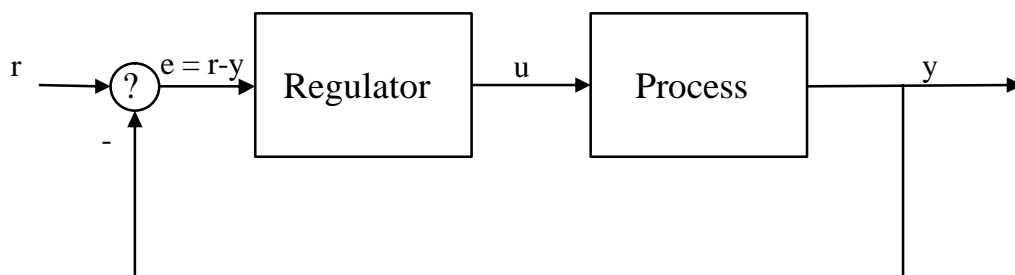 r
?
e = r-y
Regulator
u
Process
y
-